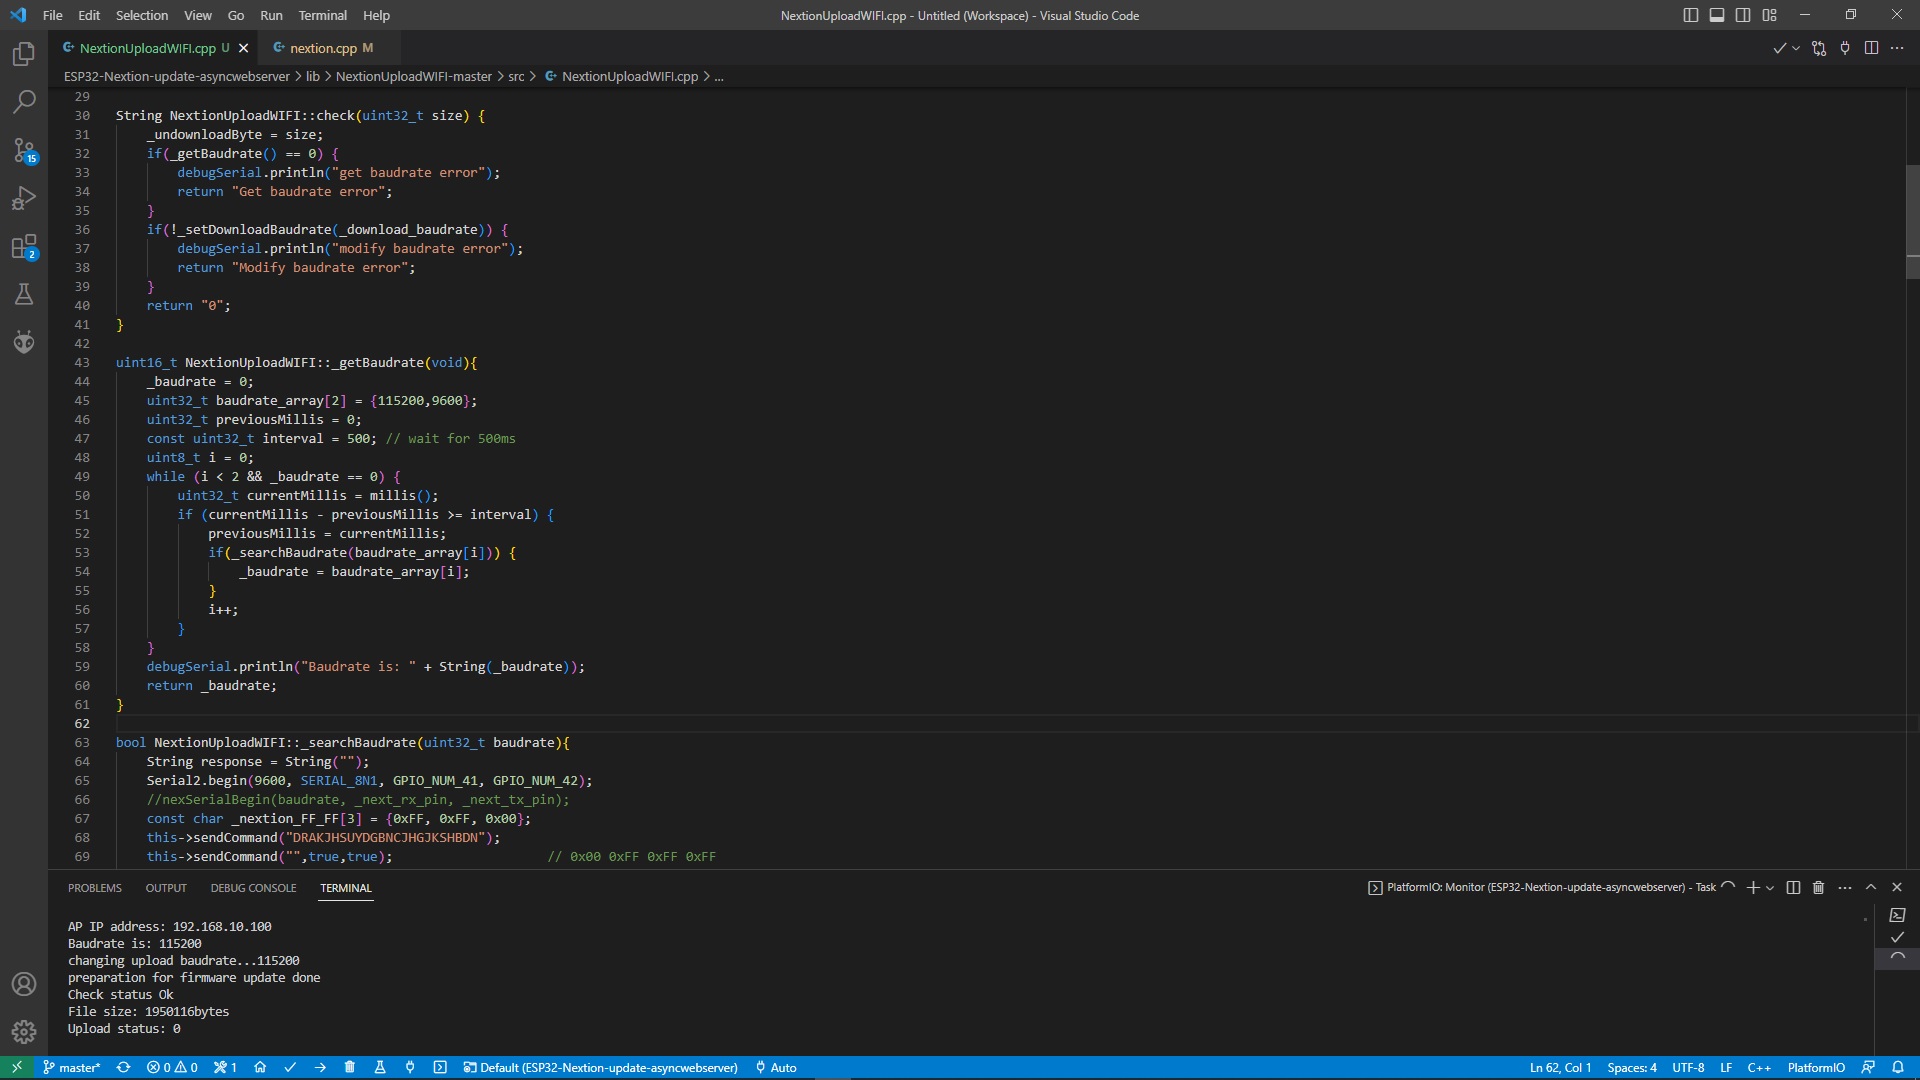 File Edit Selection View Go Run Terminal Help
NextionUploadWIFI.cpp - Untitled (Workspace) - Visual Studio Code
NextionUploadWIFI.cpp U
nextion.cpp M
ESP32-Nextion-update-asyncwebserver > lib > NextionUploadWIFI-master > src > NextionUploadWIFI.cpp > ...
29
30 String NextionUploadWIFI::check(uint32_t size) {
31 _undownloadByte = size;
32 if(_getBaudrate() == 0) {
33 debugSerial.println("get baudrate error");
34 return "Get baudrate error";
35 }
36 if(!_setDownloadBaudrate(_download_baudrate)) {
37 debugSerial.println("modify baudrate error");
38 return "Modify baudrate error";
39 }
40 return "0";
41 }
42
43 uint16_t NextionUploadWIFI::_getBaudrate(void){
44 _baudrate = 0;
45 uint32_t baudrate_array[2] = {115200,9600};
46 uint32_t previousMillis = 0;
47 const uint32_t interval = 500; // wait for 500ms
48 uint8_t i = 0;
49 while (i < 2 && _baudrate == 0) {
50 uint32_t currentMillis = millis();
51 if (currentMillis - previousMillis >= interval) {
52 previousMillis = currentMillis;
53 if(_searchBaudrate(baudrate_array[i])) {
54 _baudrate = baudrate_array[i];
55 }
56 i++;
57 }
58 }
59 debugSerial.println("Baudrate is: " + String(_baudrate));
60 return _baudrate;
61 }
62
63 bool NextionUploadWIFI::_searchBaudrate(uint32_t baudrate){
64 String response = String("");
65 Serial2.begin(9600, SERIAL_8N1, GPIO_NUM_41, GPIO_NUM_42);
66 //nexSerialBegin(baudrate, _next_rx_pin, _next_tx_pin);
67 const char _nextion_FF_FF[3] = {0xFF, 0xFF, 0x00};
68 this->sendCommand("DRAKJHSUYDGBNCJHGJKSHBDN");
69 this->sendCommand("",true,true); // 0x00 0xFF 0xFF 0xFF
15
2
PROBLEMS OUTPUT DEBUG CONSOLE TERMINAL
PlatformIO: Monitor (ESP32-Nextion-update-asyncwebserver) - Task
AP IP address: 192.168.10.100
Baudrate is: 115200
changing upload baudrate...115200
preparation for firmware update done
Check status Ok
File size: 1950116bytes
Upload status: 0
master* 0 0 1 Default (ESP32-Nextion-update-asyncwebserver) Auto
Ln 62, Col 1 Spaces: 4 UTF-8 LF C++ PlatformIO